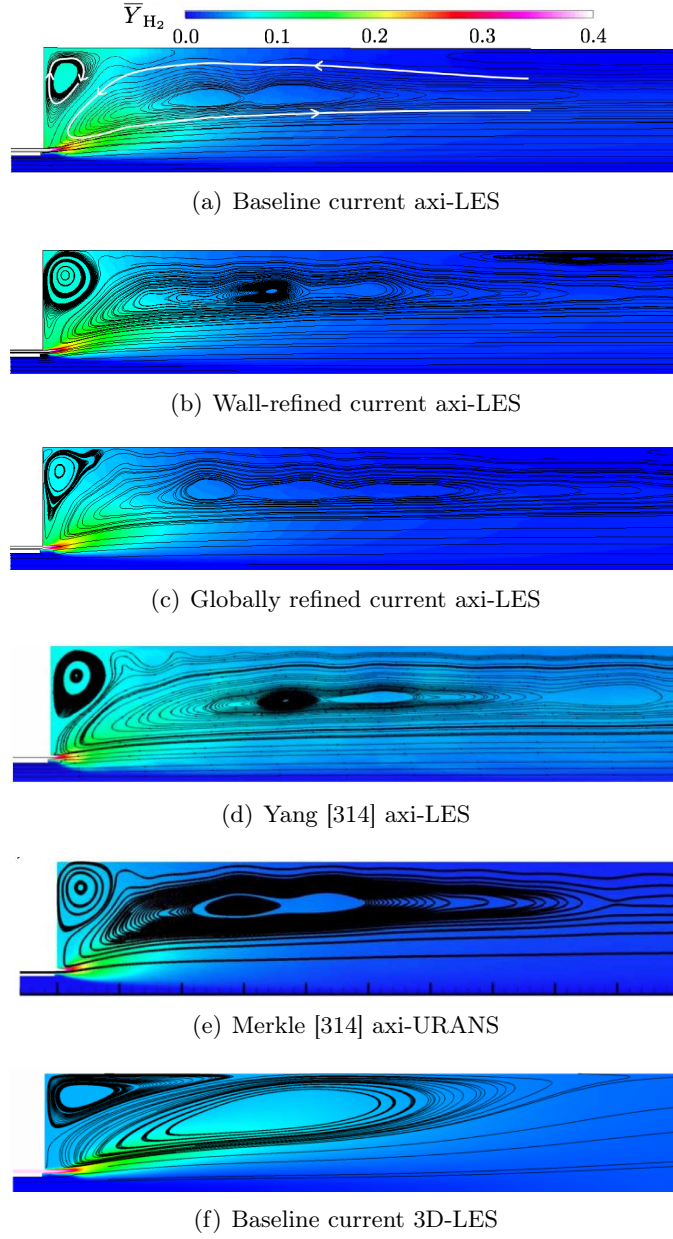 Y̅H₂
0.0 0.1 0.2 0.3 0.4
(a) Baseline current axi-LES
(b) Wall-refined current axi-LES
(c) Globally refined current axi-LES
(d) Yang [314] axi-LES
(e) Merkle [314] axi-URANS
(f) Baseline current 3D-LES